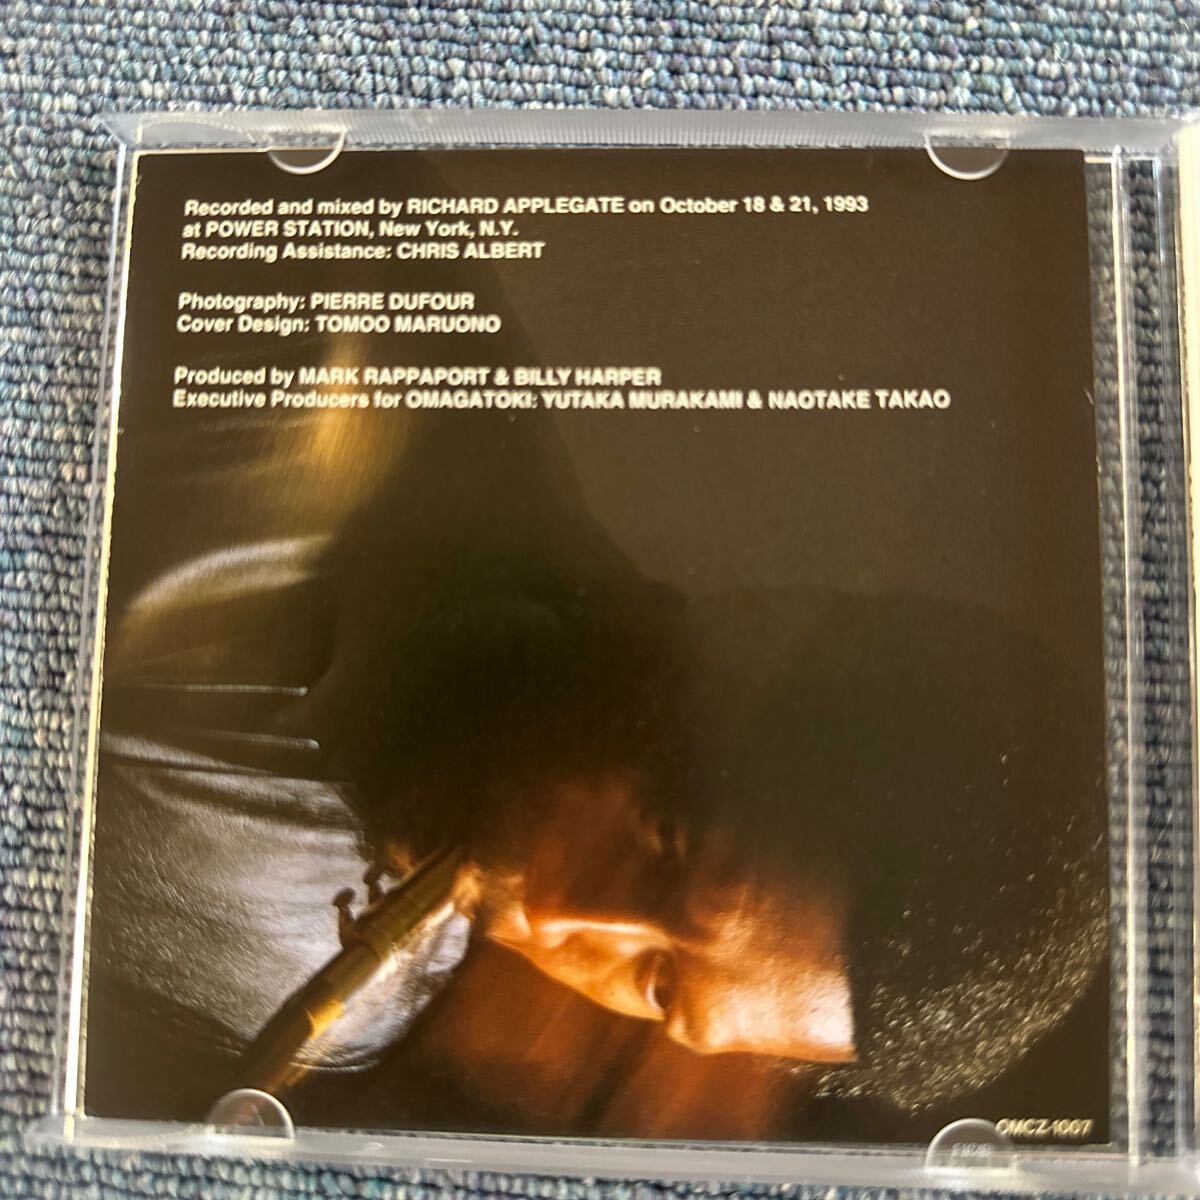 Recorded and mixed by RICHARD APPLEGATE on October 18 & 21, 1993
at POWER STATION, New York, N.Y.
Recording Assistance: CHRIS ALBERT
Photography: PIERRE DUFOUR
Cover Design: TOMOO MARUONO
Produced by MARK RAPPAPORT & BILLY HARPER
Executive Producers for OMAGATOKI: YUTAKA MURAKAMI & NAOTAKE TAKAO
OMCZ-1007